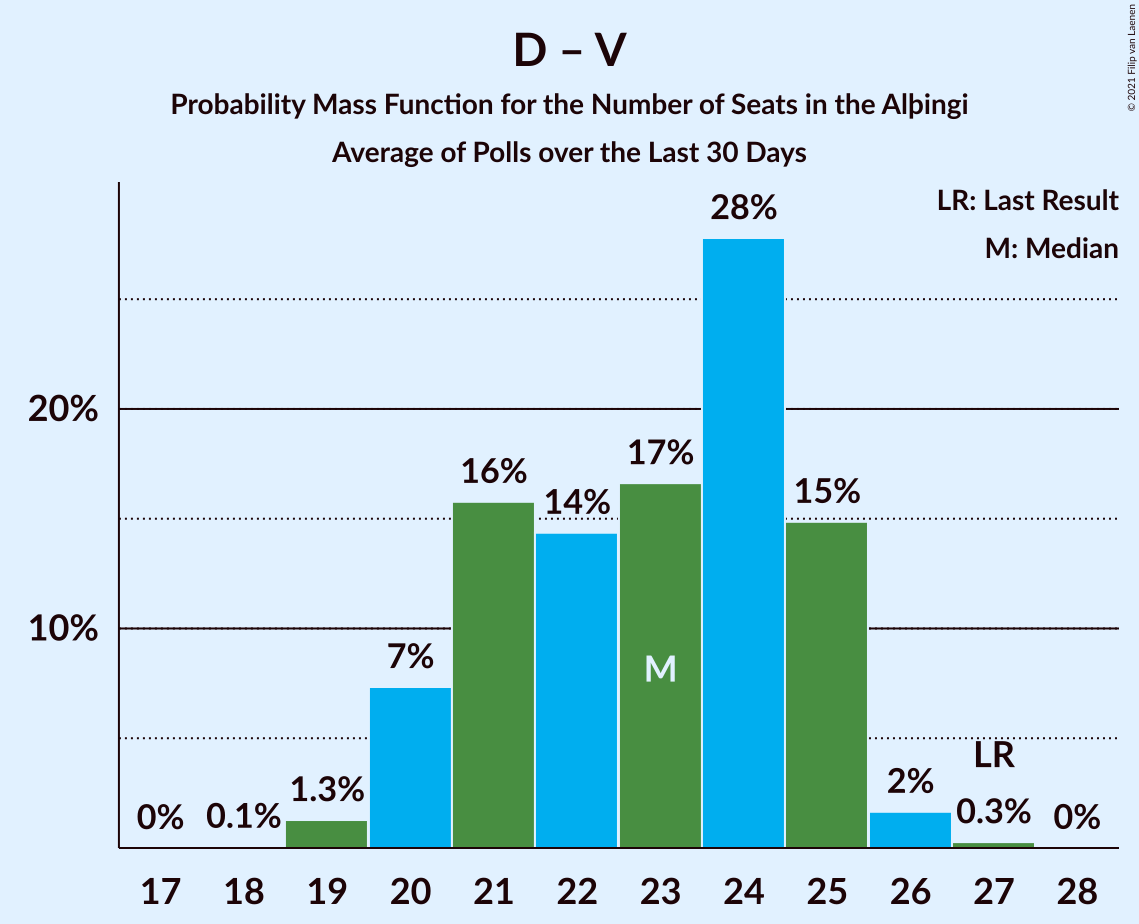 D – V
Probability Mass Function for the Number of Seats in the Alþingi
Average of Polls over the Last 30 Days
© 2021 Filip van Laenen
LR: Last Result
M: Median
28%
20%
17%
16%
15%
14%
10%
7%
M
LR
2%
1.3%
0.3%
0%
0.1%
0%
17 18 19 20 21 22 23 24 25 26 27 28